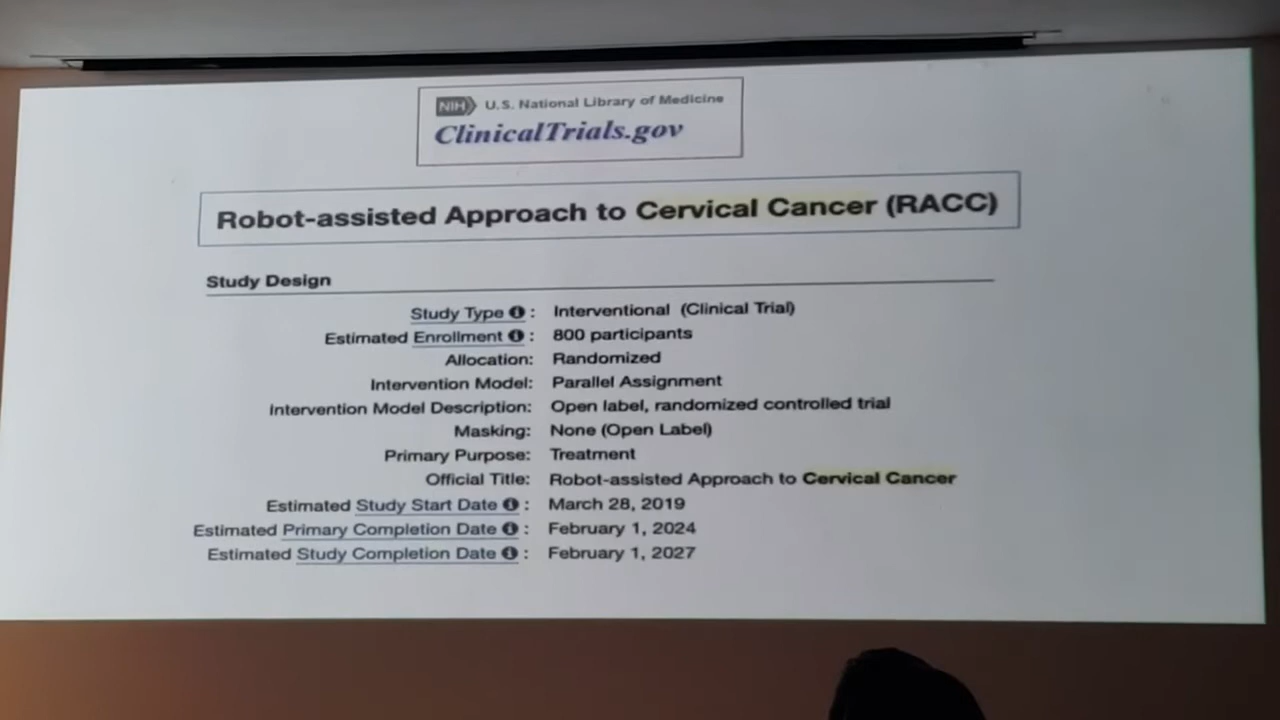 NIH U.S. National Library of Medicine
ClinicalTrials.gov
Robot-assisted Approach to Cervical Cancer (RACC)
Study Design
Study Type : Interventional (Clinical Trial)
Estimated Enrollment : 800 participants
Allocation: Randomized
Intervention Model: Parallel Assignment
Intervention Model Description: Open label, randomized controlled trial
Masking: None (Open Label)
Primary Purpose: Treatment
Official Title: Robot-assisted Approach to Cervical Cancer
Estimated Study Start Date : March 28, 2019
Estimated Primary Completion Date : February 1, 2024
Estimated Study Completion Date : February 1, 2027